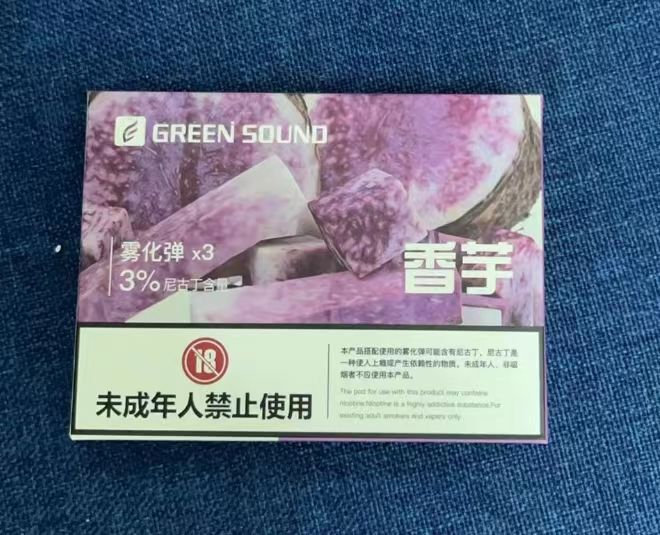 GREEN SOUND
雾化弹 x3
3% 尼古丁含量
香芋
18
未成年人禁止使用
本产品搭配使用的雾化弹可能含有尼古丁，尼古丁是
一种使人上瘾或产生依赖性的物质。未成年人、非吸
烟者不应使用本产品。
The pod for use with this product may contains
nicotine.Nicotine is a highly addictive substance.For
existing adult smokers and vapers only